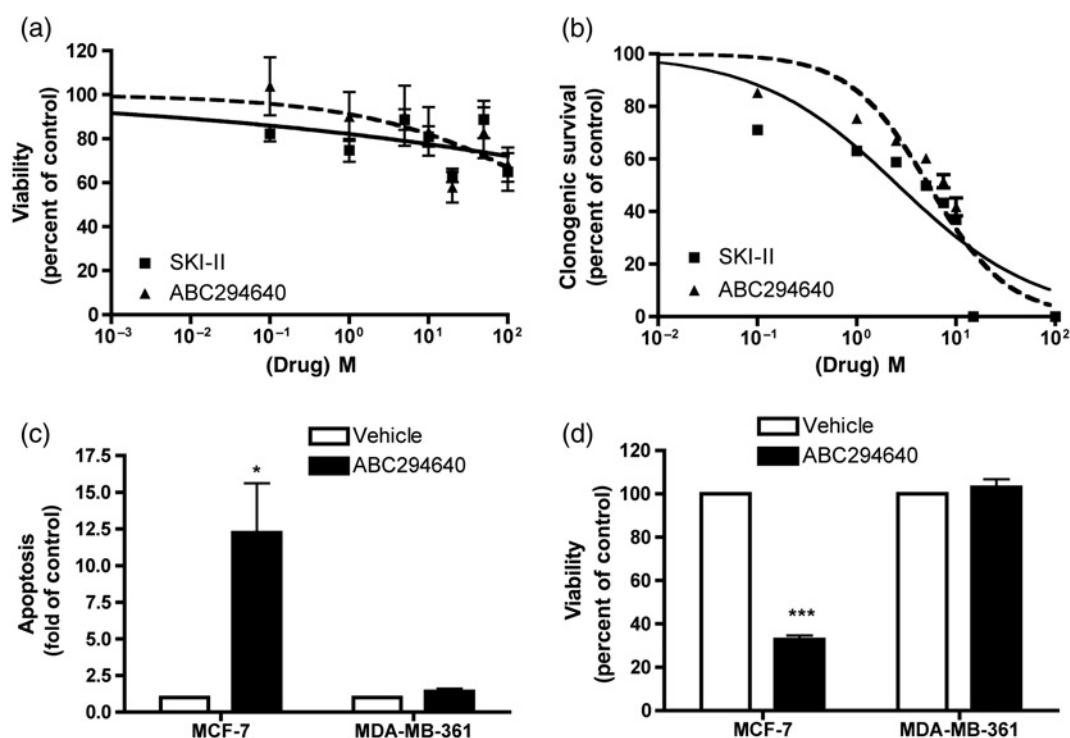 (a)
120
100
80
60
40
20
0
Viability
(percent of control)
SKI-II
ABC294640
10⁻³
10⁻²
10⁻¹
10⁰
10¹
10²
(Drug) M
(b)
100
80
60
40
20
0
Clonogenic survival
(percent of control)
SKI-II
ABC294640
10⁻²
10⁻¹
10⁰
10¹
10²
(Drug) M
(c)
Vehicle
ABC294640
17.5
15.0
12.5
10.0
7.5
5.0
2.5
0.0
Apoptosis
(fold of control)
*
MCF-7
MDA-MB-361
(d)
Vehicle
ABC294640
120
100
80
60
40
20
0
Viability
(percent of control)
***
MCF-7
MDA-MB-361